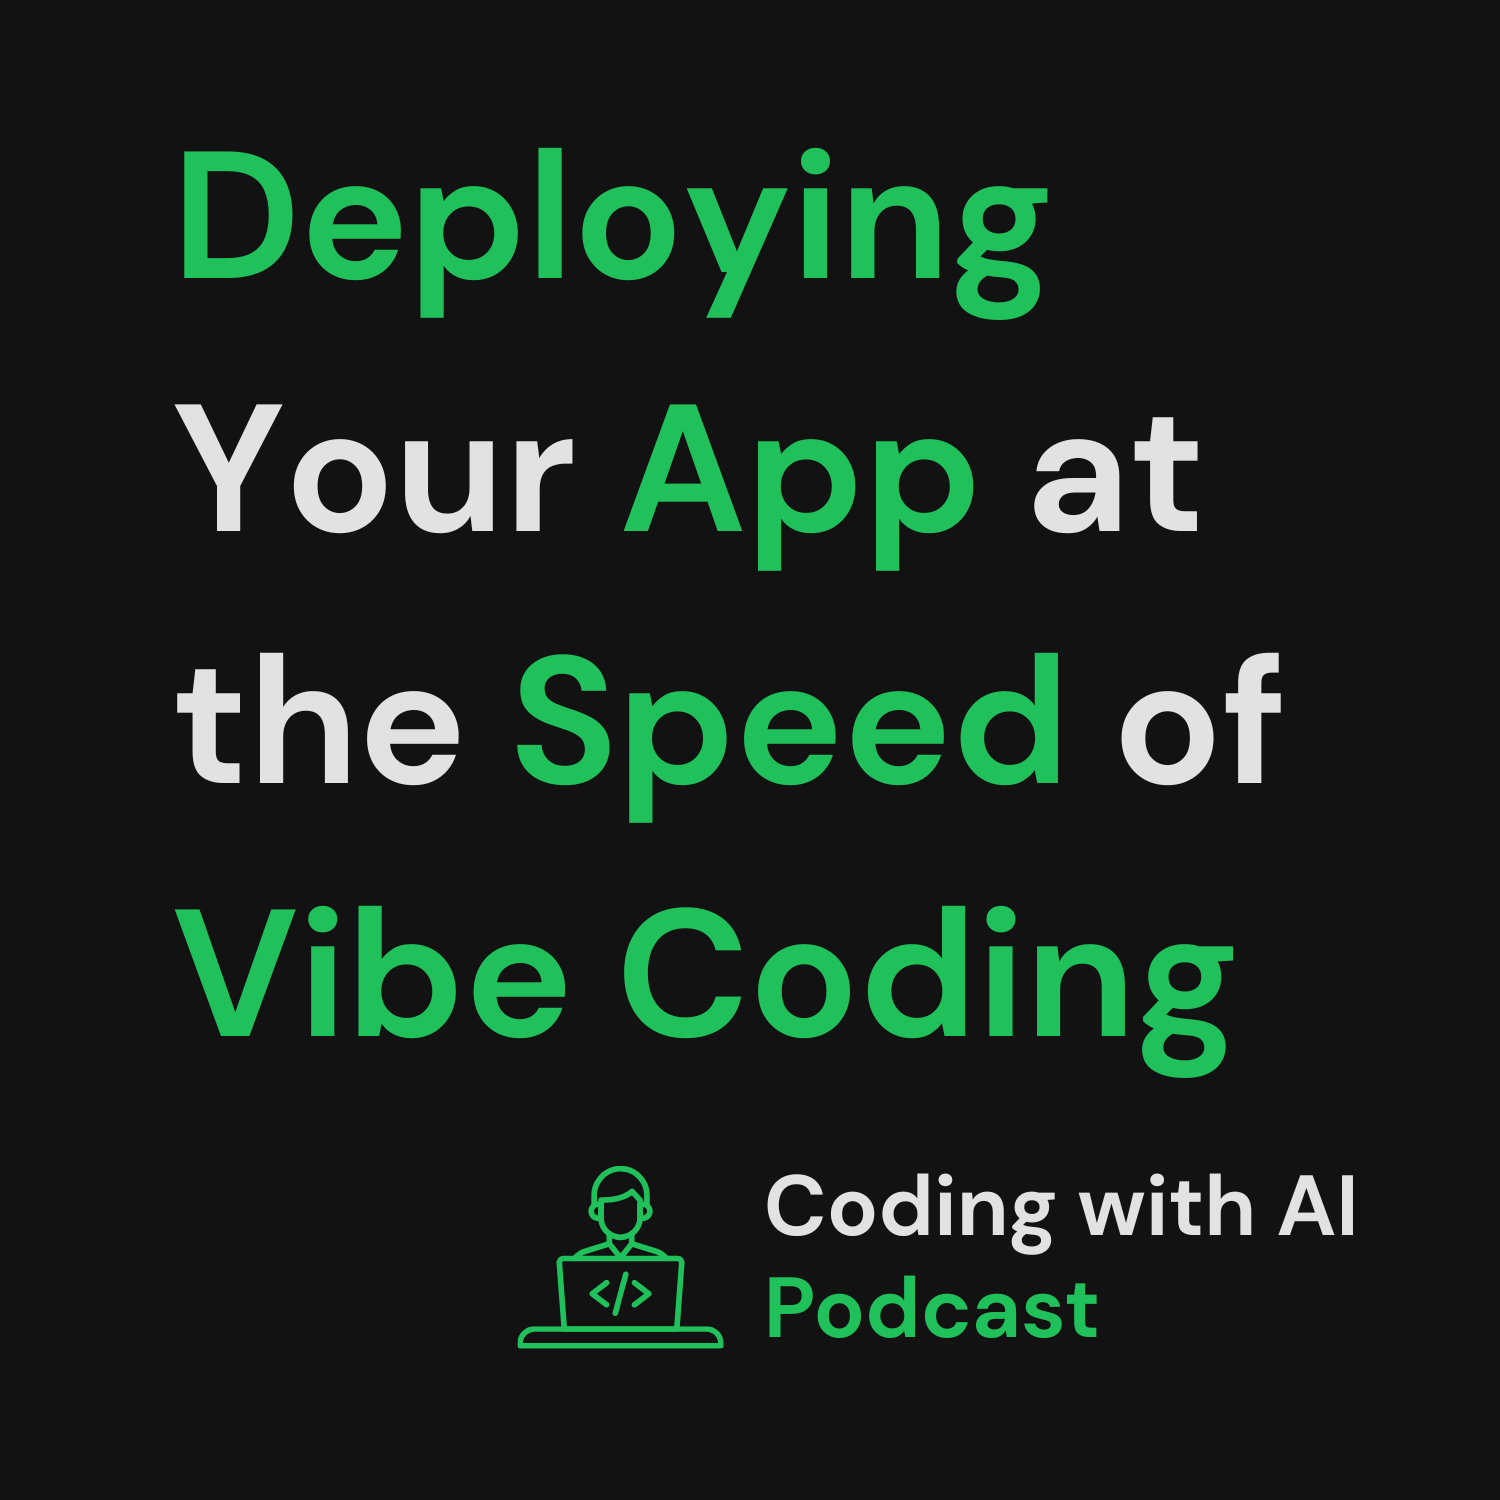 Deploying
Your App at
the Speed of
Vibe Coding
Coding with AI
Podcast
</>